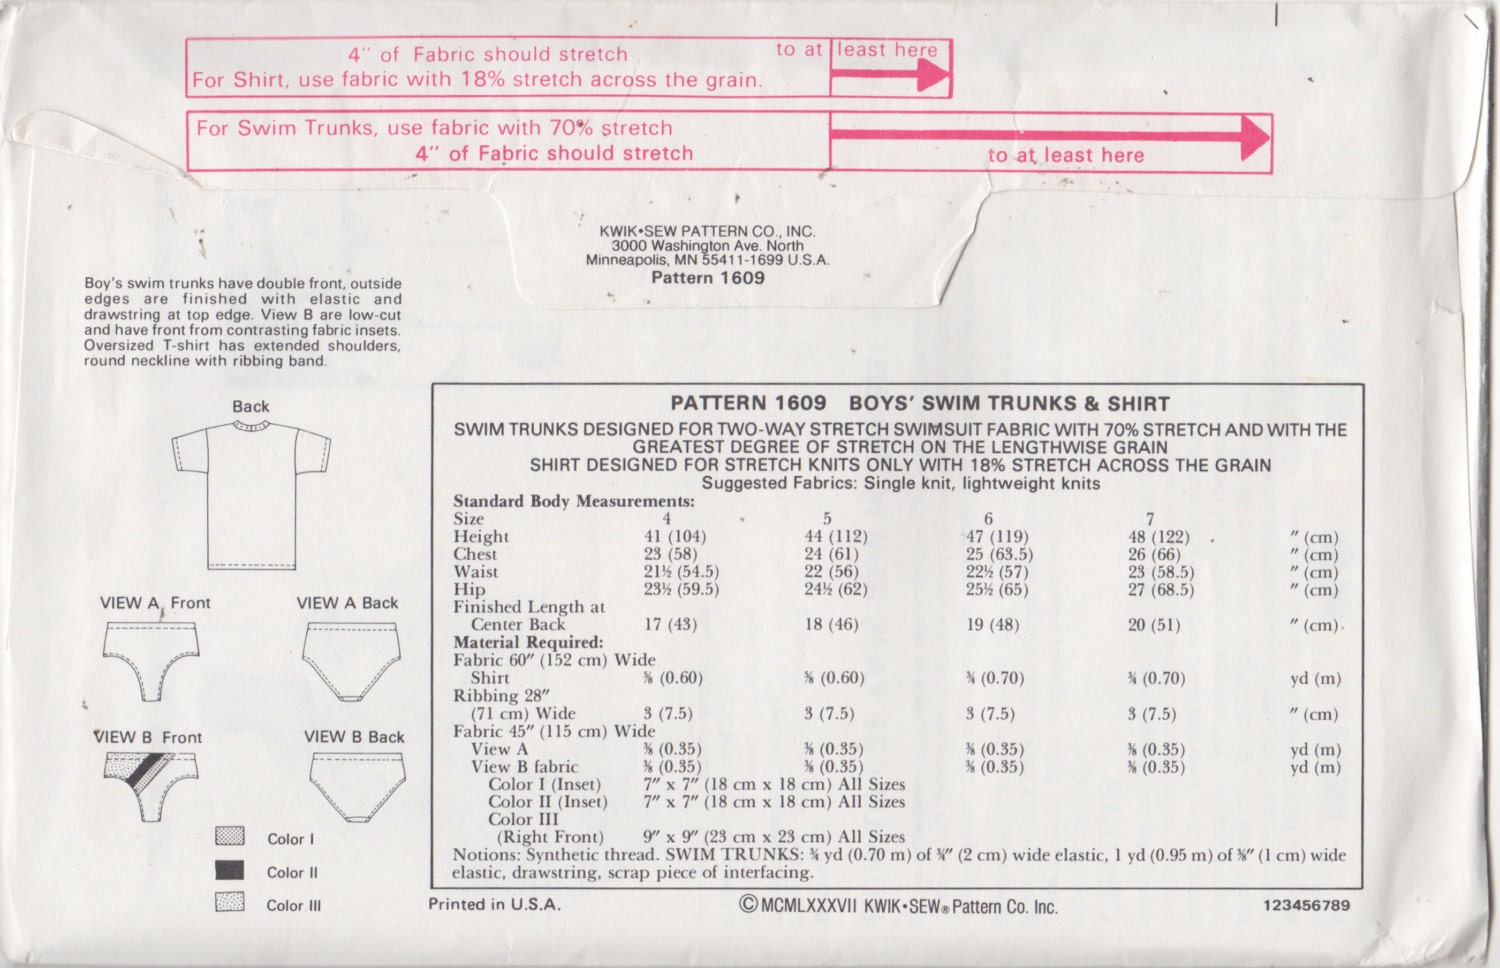 4" of Fabric should stretch to at least here
For Shirt, use fabric with 18% stretch across the grain.
For Swim Trunks, use fabric with 70% stretch
4" of Fabric should stretch to at least here
KWIK•SEW PATTERN CO., INC.
3000 Washington Ave. North
Minneapolis, MN 55411-1699 U.S.A.
Pattern 1609
Boy's swim trunks have double front, outside
edges are finished with elastic and
drawstring at top edge. View B are low-cut
and have front from contrasting fabric insets.
Oversized T-shirt has extended shoulders,
round neckline with ribbing band.
Back
VIEW A Front VIEW A Back
VIEW B Front VIEW B Back
Color I
Color II
Color III
PATTERN 1609 BOYS' SWIM TRUNKS & SHIRT
SWIM TRUNKS DESIGNED FOR TWO-WAY STRETCH SWIMSUIT FABRIC WITH 70% STRETCH AND WITH THE
GREATEST DEGREE OF STRETCH ON THE LENGTHWISE GRAIN
SHIRT DESIGNED FOR STRETCH KNITS ONLY WITH 18% STRETCH ACROSS THE GRAIN
Suggested Fabrics: Single knit, lightweight knits
Standard Body Measurements:
Size 4 5 6 7
Height 41 (104) 44 (112) 47 (119) 48 (122) " (cm)
Chest 23 (58) 24 (61) 25 (63.5) 26 (66) " (cm)
Waist 21½ (54.5) 22 (56) 22½ (57) 23 (58.5) " (cm)
Hip 23½ (59.5) 24½ (62) 25½ (65) 27 (68.5) " (cm)
Finished Length at
Center Back 17 (43) 18 (46) 19 (48) 20 (51) " (cm)
Material Required:
Fabric 60" (152 cm) Wide
Shirt ⅝ (0.60) ⅝ (0.60) ¾ (0.70) ¾ (0.70) yd (m)
Ribbing 28"
(71 cm) Wide 3 (7.5) 3 (7.5) 3 (7.5) 3 (7.5) " (cm)
Fabric 45" (115 cm) Wide
View A ⅜ (0.35) ⅜ (0.35) ⅜ (0.35) ⅜ (0.35) yd (m)
View B fabric ⅜ (0.35) ⅜ (0.35) ⅜ (0.35) ⅜ (0.35) yd (m)
Color I (Inset) 7" x 7" (18 cm x 18 cm) All Sizes
Color II (Inset) 7" x 7" (18 cm x 18 cm) All Sizes
Color III
(Right Front) 9" x 9" (23 cm x 23 cm) All Sizes
Notions: Synthetic thread. SWIM TRUNKS: ¾ yd (0.70 m) of ¾" (2 cm) wide elastic, 1 yd (0.95 m) of ⅜" (1 cm) wide
elastic, drawstring, scrap piece of interfacing.
Printed in U.S.A. © MCMLXXXVII KWIK•SEW® Pattern Co. Inc. 123456789